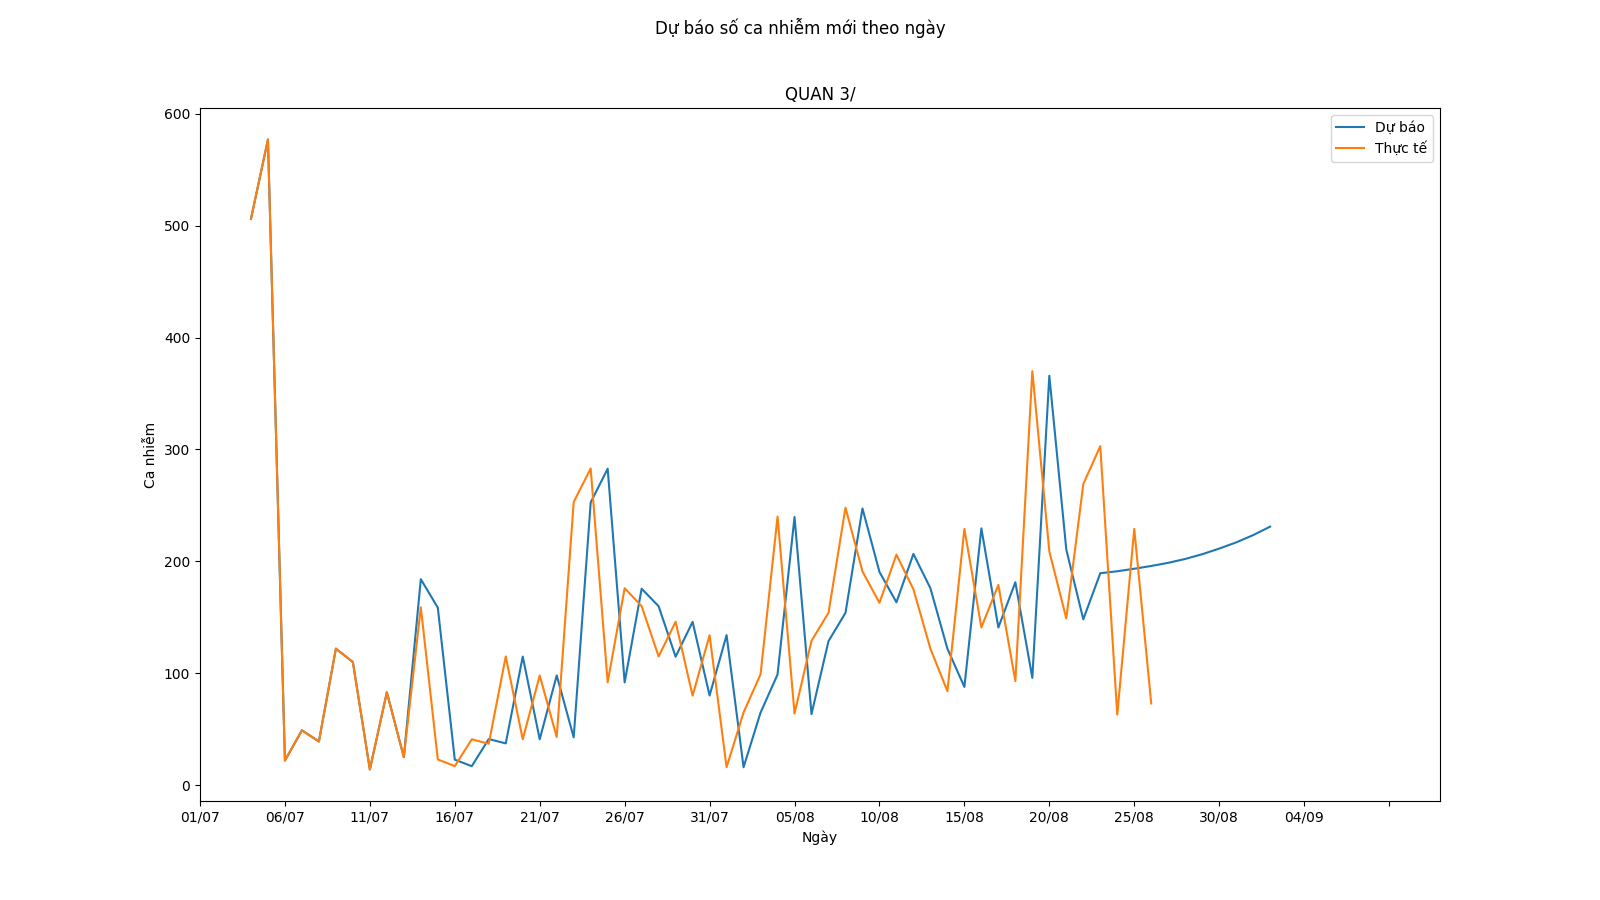 Dự báo số ca nhiễm mới theo ngày
QUAN 3/
Dự báo
Thực tế
600
500
400
300
200
100
0
Ca nhiễm
01/07 06/07 11/07 16/07 21/07 26/07 31/07 05/08 10/08 15/08 20/08 25/08 30/08 04/09
Ngày